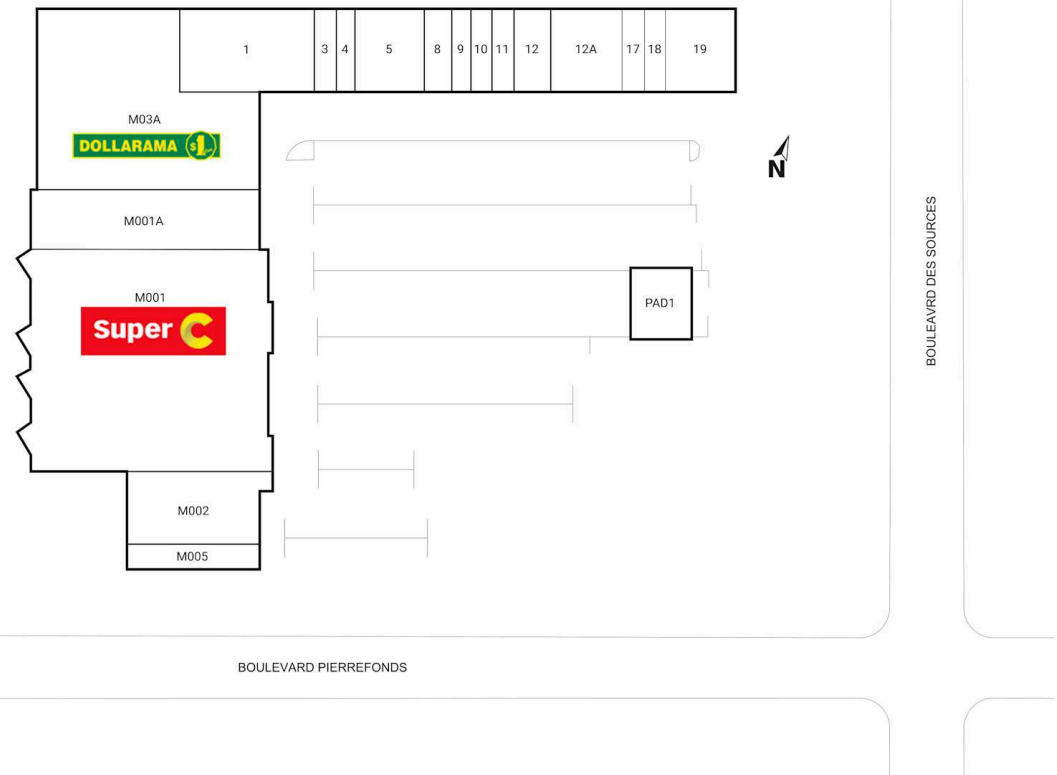 1 3 4 5 8 9 10 11 12 12A 17 18 19
M03A
DOLLARAMA $1
N
M001A
M001
Super C
PAD1
BOULEAVRD DES SOURCES
M002
M005
BOULEVARD PIERREFONDS